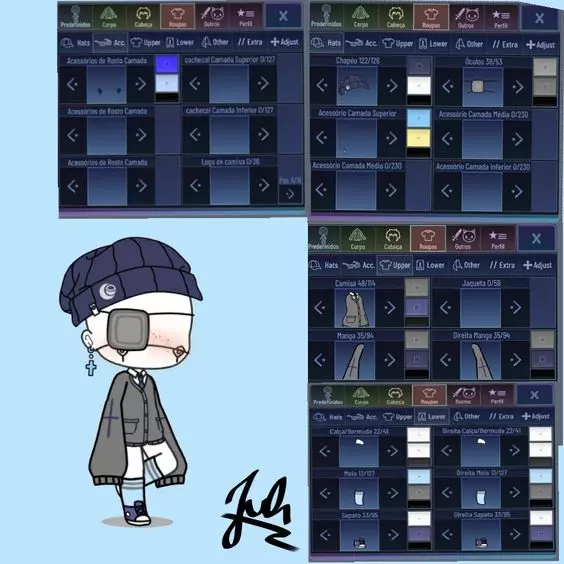 Predefinidos Corpo Cabeça Roupas Outros Perfil X
Hats Acc. Upper Lower Other // Extra Adjust
Acessórios de Rosto Camada
cachecol Camada Superior 0/127
Acessórios de Rosto Camada
cachecol Camada Inferior 0/127
Acessórios de Rosto Camada
Logo de camisa 0/36
Predefinidos Corpo Cabeça Roupas Outros Perfil X
Hats Acc. Upper Lower Other // Extra Adjust
Chapéu 122/126
Óculos 38/53
Acessório Camada Superior
Acessório Camada Média 0/230
Acessório Camada Média 0/230
Acessório Camada Inferior 0/230
Predefinidos Corpo Cabeça Roupas Outros Perfil X
Hats Acc. Upper Lower Other // Extra Adjust
Camisa 48/114
Jaqueta 0/59
Manga 35/94
Direita Manga 35/94
Predefinidos Corpo Cabeça Roupas Outros Perfil X
Hats Acc. Upper Lower Other // Extra Adjust
Calça/Bermuda 22/41
Direita Calça/Bermuda 22/41
Meia 13/127
Direita Meia 13/127
Sapato 33/95
Direita Sapato 33/95